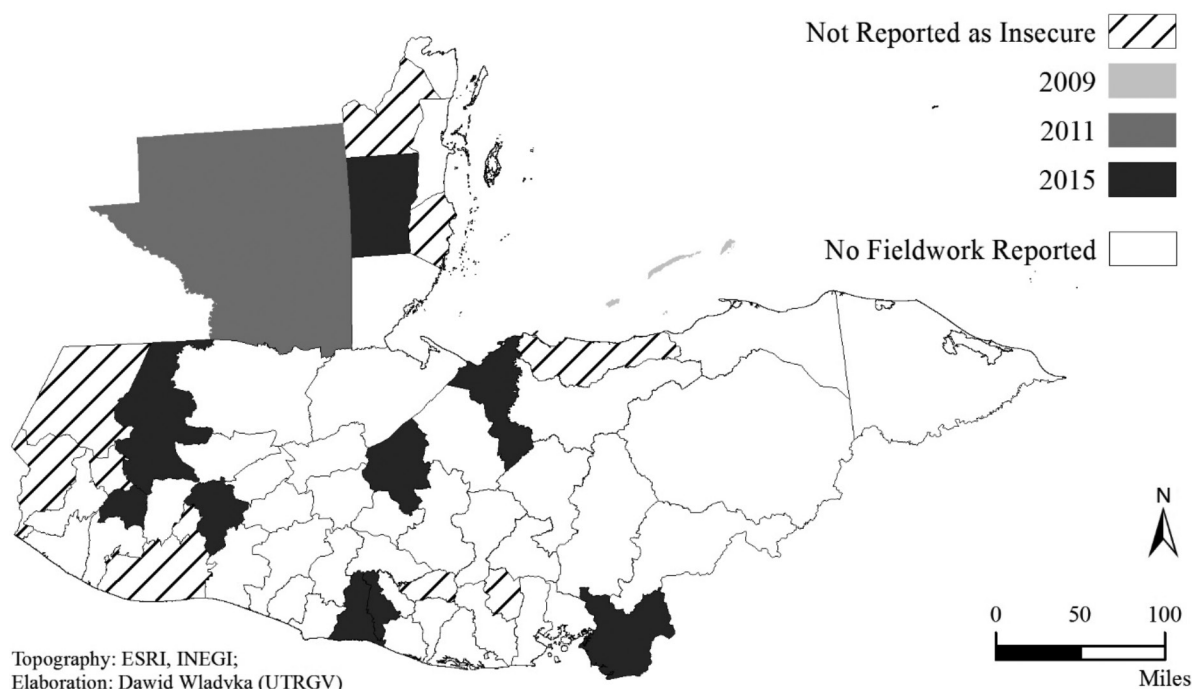 Not Reported as Insecure
2009
2011
2015
No Fieldwork Reported
N
0 50 100
Miles
Topography: ESRI, INEGI;
Elaboration: Dawid Wladyka (UTRGV)